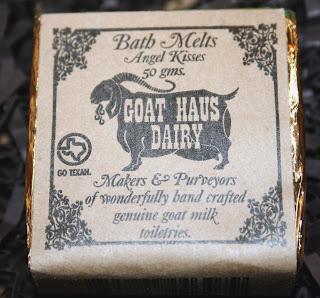 Bath Melts
Angel Kisses
50 gms.
GOAT HAUS
DAIRY
GO TEXAN.
Makers & Purveyors
of wonderfully hand crafted
genuine goat milk
toiletries.